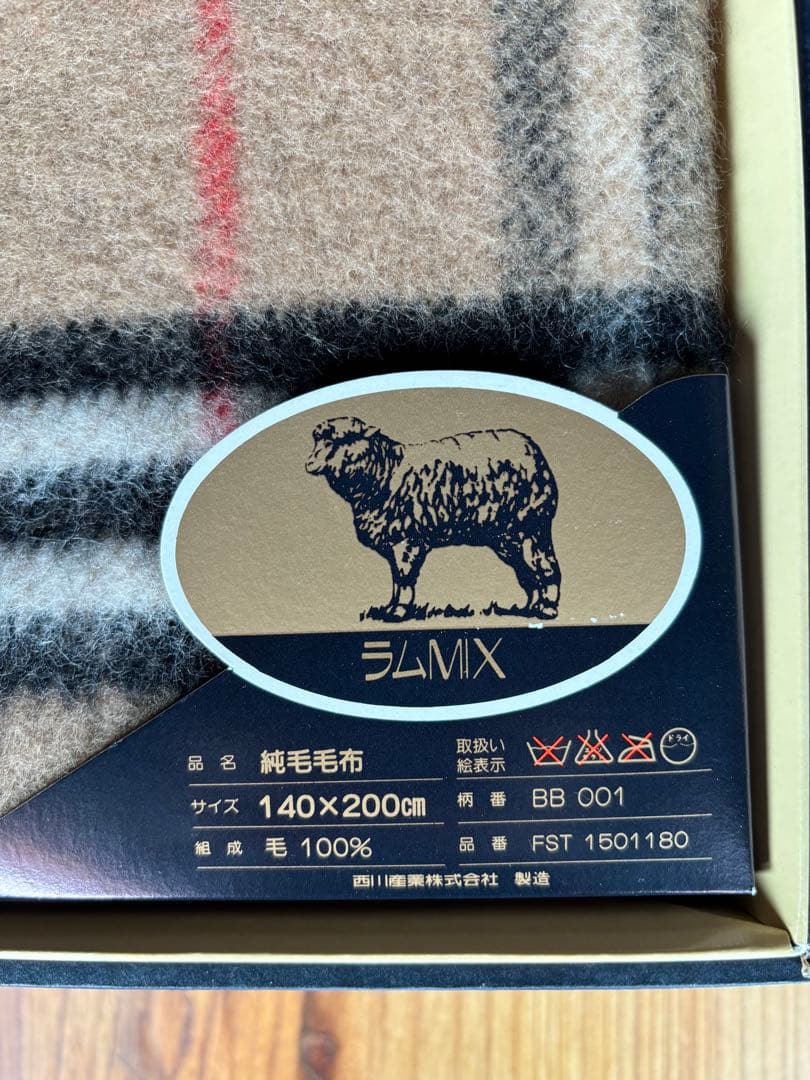 ラムMIX
品名 純毛毛布
サイズ 140×200cm
組成 毛 100%
取扱い
絵表示 ドライ
柄番 BB 001
品番 FST 1501180
西川産業株式会社 製造